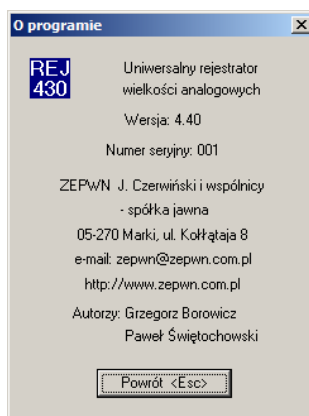 O programie
REJ
430
Uniwersalny rejestrator
wielkości analogowych
Wersja: 4.40
Numer seryjny: 001
ZEPWN J. Czerwiński i wspólnicy
- spółka jawna
05-270 Marki, ul. Kołłątaja 8
e-mail: zepwn@zepwn.com.pl
http://www.zepwn.com.pl
Autorzy: Grzegorz Borowicz
Paweł Świętochowski
Powrót <Esc>